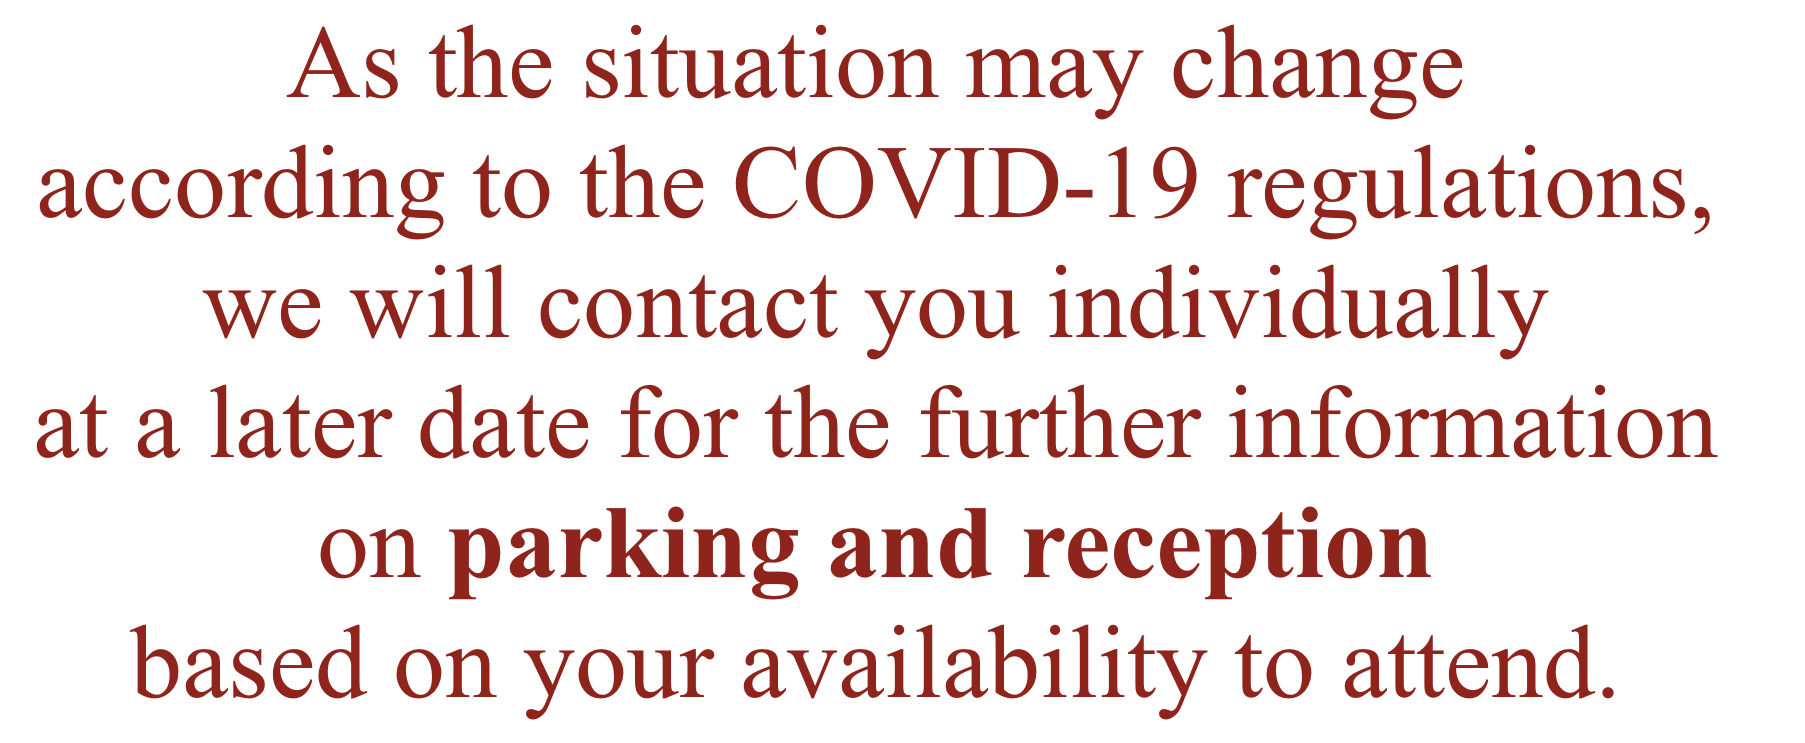 As the situation may change
according to the COVID-19 regulations,
we will contact you individually
at a later date for the further information
on parking and reception
based on your availability to attend.